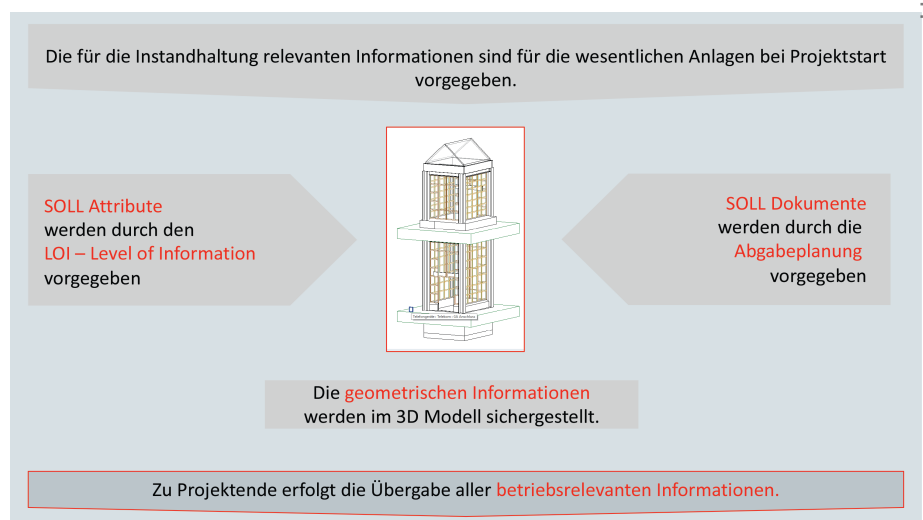 Die für die Instandhaltung relevanten Informationen sind für die wesentlichen Anlagen bei Projektstart
vorgegeben.
SOLL Attribute
werden durch den
LOI – Level of Information
vorgegeben
SOLL Dokumente
werden durch die
Abgabeplanung
vorgegeben
Die geometrischen Informationen
werden im 3D Modell sichergestellt.
Zu Projektende erfolgt die Übergabe aller betriebsrelevanten Informationen.